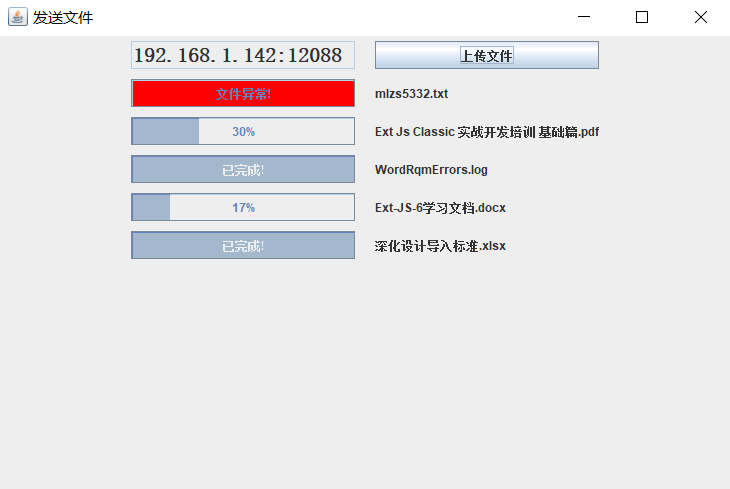 发送文件
192.168.1.142:12088 上传文件
文件异常! mlzs5332.txt
30% Ext Js Classic 实战开发培训 基础篇.pdf
已完成! WordRqmErrors.log
17% Ext-JS-6学习文档.docx
已完成! 深化设计导入标准.xlsx